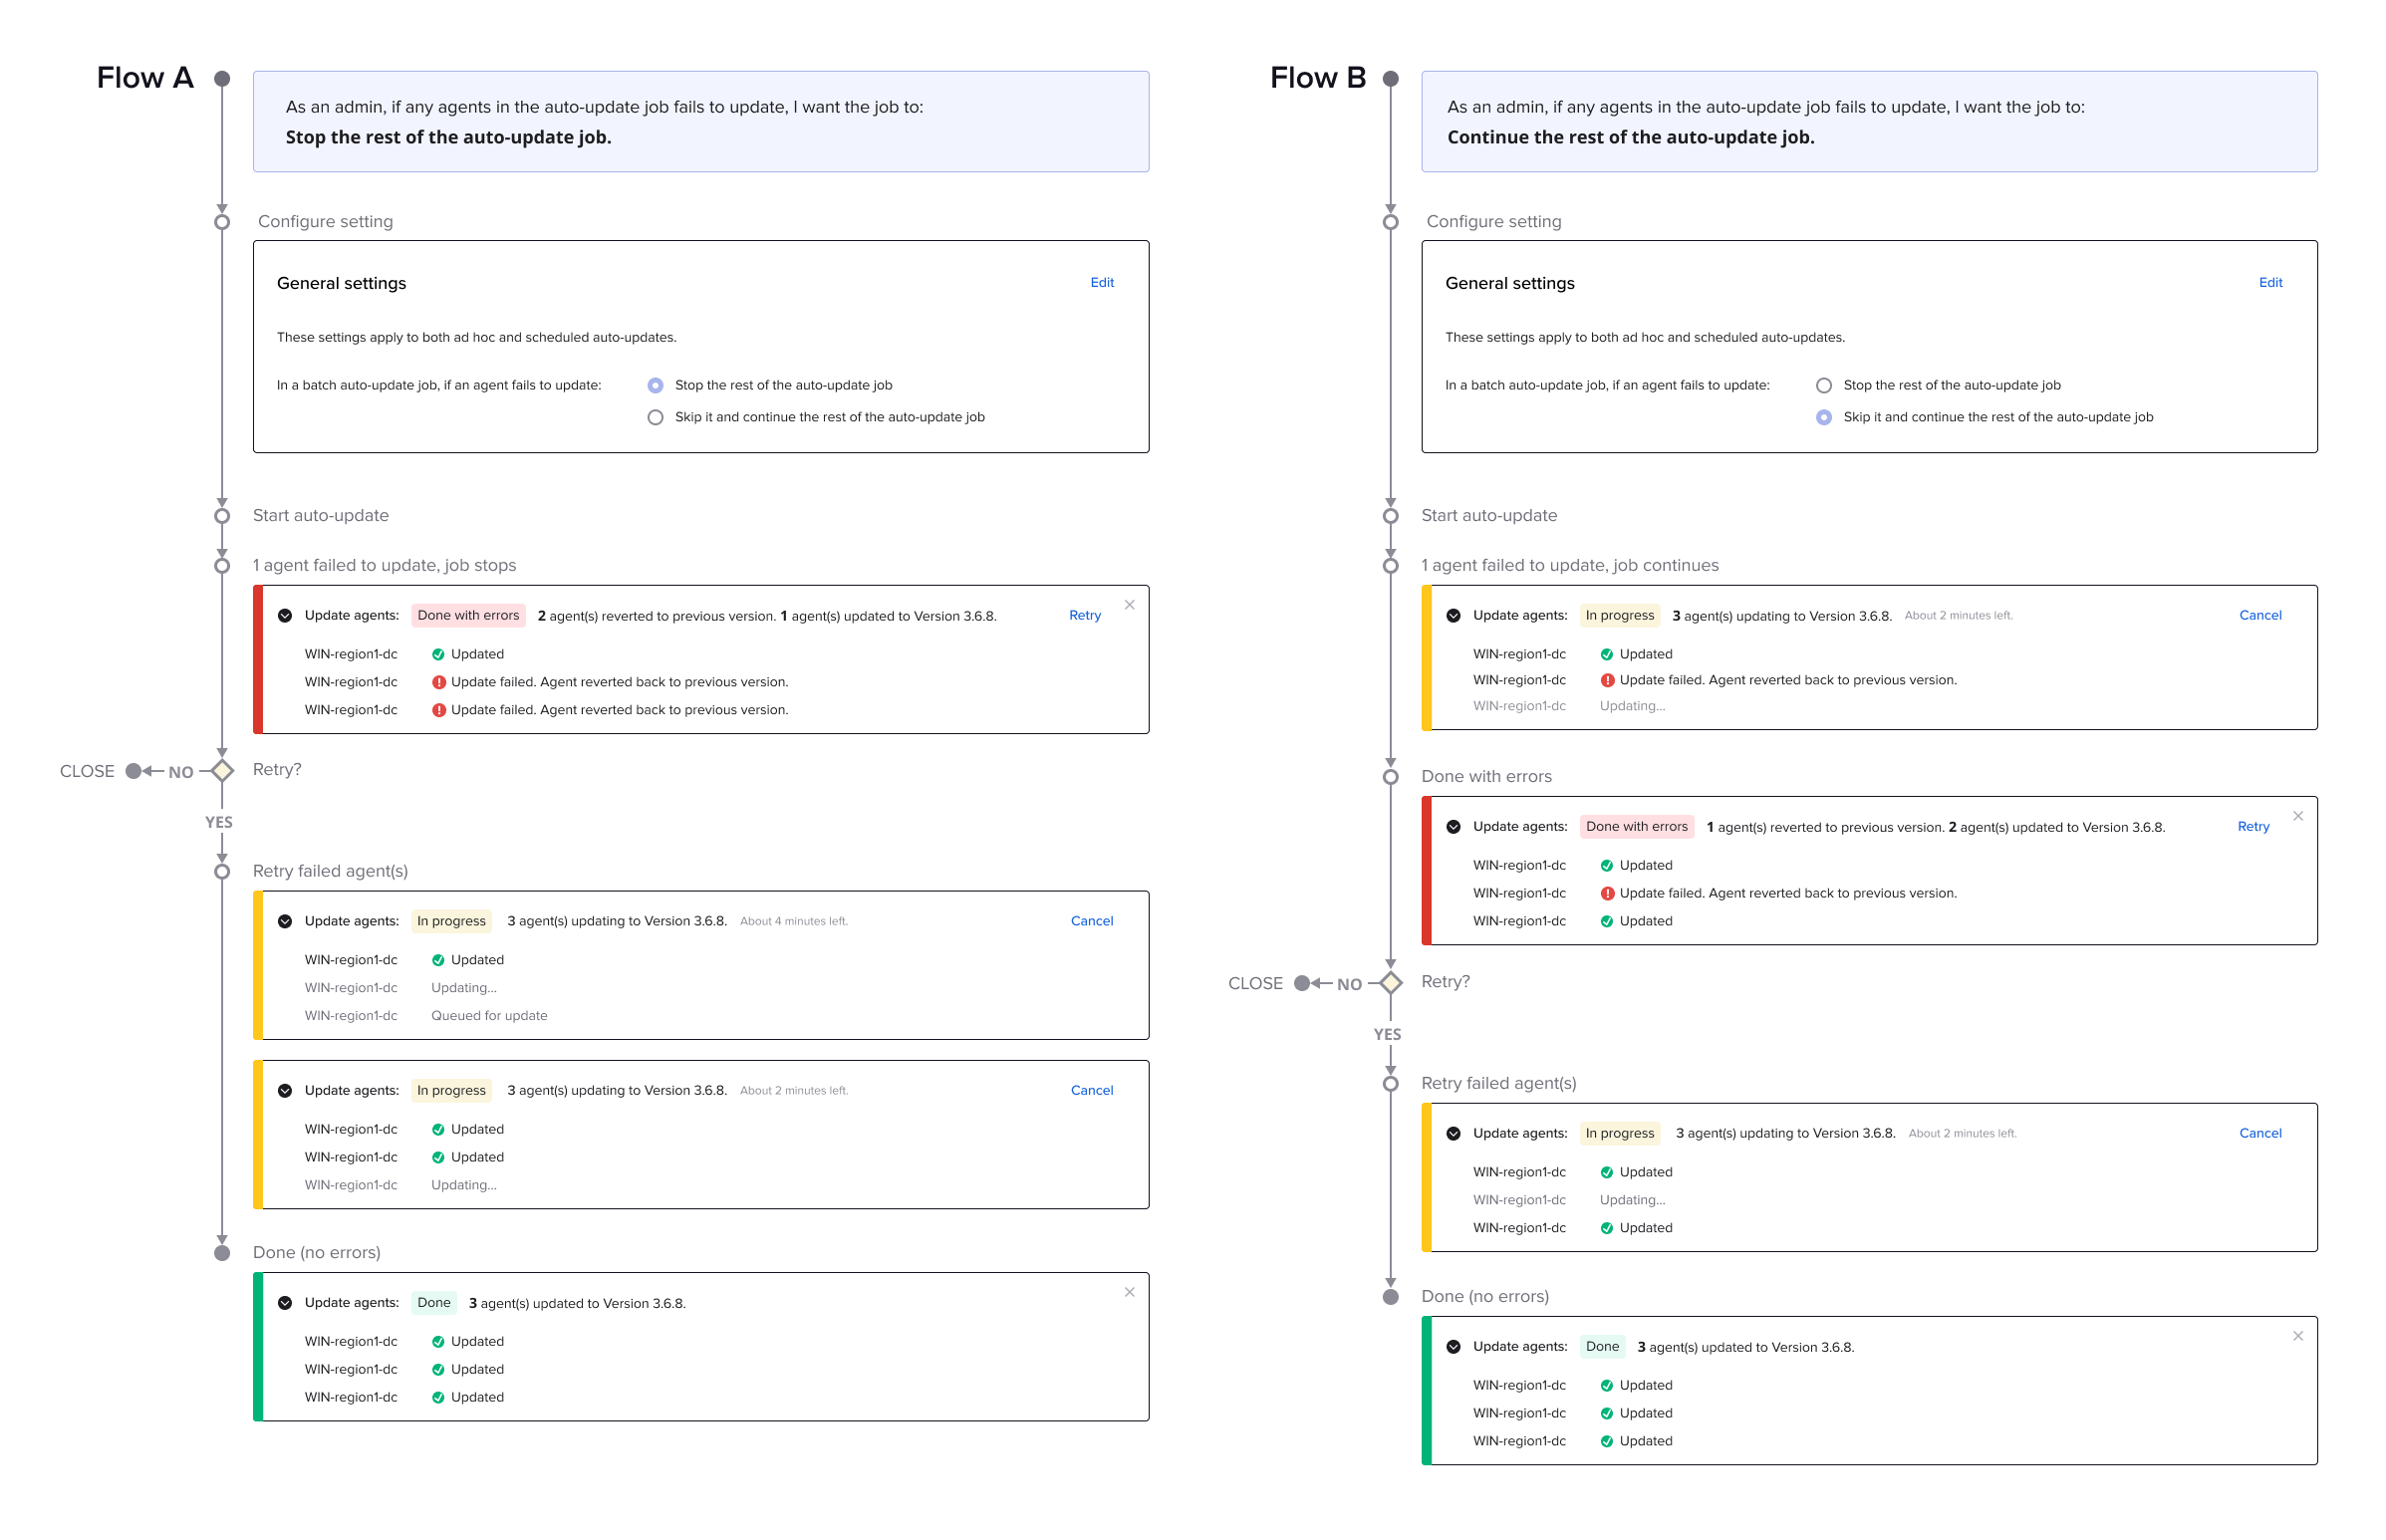 Flow A
As an admin, if any agents in the auto-update job fails to update, I want the job to:
Stop the rest of the auto-update job.
Configure setting
General settings Edit
These settings apply to both ad hoc and scheduled auto-updates.
In a batch auto-update job, if an agent fails to update: Stop the rest of the auto-update job
Skip it and continue the rest of the auto-update job
Start auto-update
1 agent failed to update, job stops
Update agents: Done with errors 2 agent(s) reverted to previous version. 1 agent(s) updated to Version 3.6.8. Retry
WIN-region1-dc Updated
WIN-region1-dc Update failed. Agent reverted back to previous version.
WIN-region1-dc Update failed. Agent reverted back to previous version.
CLOSE NO Retry?
YES
Retry failed agent(s)
Update agents: In progress 3 agent(s) updating to Version 3.6.8. About 4 minutes left. Cancel
WIN-region1-dc Updated
WIN-region1-dc Updating...
WIN-region1-dc Queued for update
Update agents: In progress 3 agent(s) updating to Version 3.6.8. About 2 minutes left. Cancel
WIN-region1-dc Updated
WIN-region1-dc Updated
WIN-region1-dc Updating...
Done (no errors)
Update agents: Done 3 agent(s) updated to Version 3.6.8.
WIN-region1-dc Updated
WIN-region1-dc Updated
WIN-region1-dc Updated
Flow B
As an admin, if any agents in the auto-update job fails to update, I want the job to:
Continue the rest of the auto-update job.
Configure setting
General settings Edit
These settings apply to both ad hoc and scheduled auto-updates.
In a batch auto-update job, if an agent fails to update: Stop the rest of the auto-update job
Skip it and continue the rest of the auto-update job
Start auto-update
1 agent failed to update, job continues
Update agents: In progress 3 agent(s) updating to Version 3.6.8. About 2 minutes left. Cancel
WIN-region1-dc Updated
WIN-region1-dc Update failed. Agent reverted back to previous version.
WIN-region1-dc Updating...
Done with errors
Update agents: Done with errors 1 agent(s) reverted to previous version. 2 agent(s) updated to Version 3.6.8. Retry
WIN-region1-dc Updated
WIN-region1-dc Update failed. Agent reverted back to previous version.
WIN-region1-dc Updated
CLOSE NO Retry?
YES
Retry failed agent(s)
Update agents: In progress 3 agent(s) updating to Version 3.6.8. About 2 minutes left. Cancel
WIN-region1-dc Updated
WIN-region1-dc Updating...
WIN-region1-dc Updated
Done (no errors)
Update agents: Done 3 agent(s) updated to Version 3.6.8.
WIN-region1-dc Updated
WIN-region1-dc Updated
WIN-region1-dc Updated